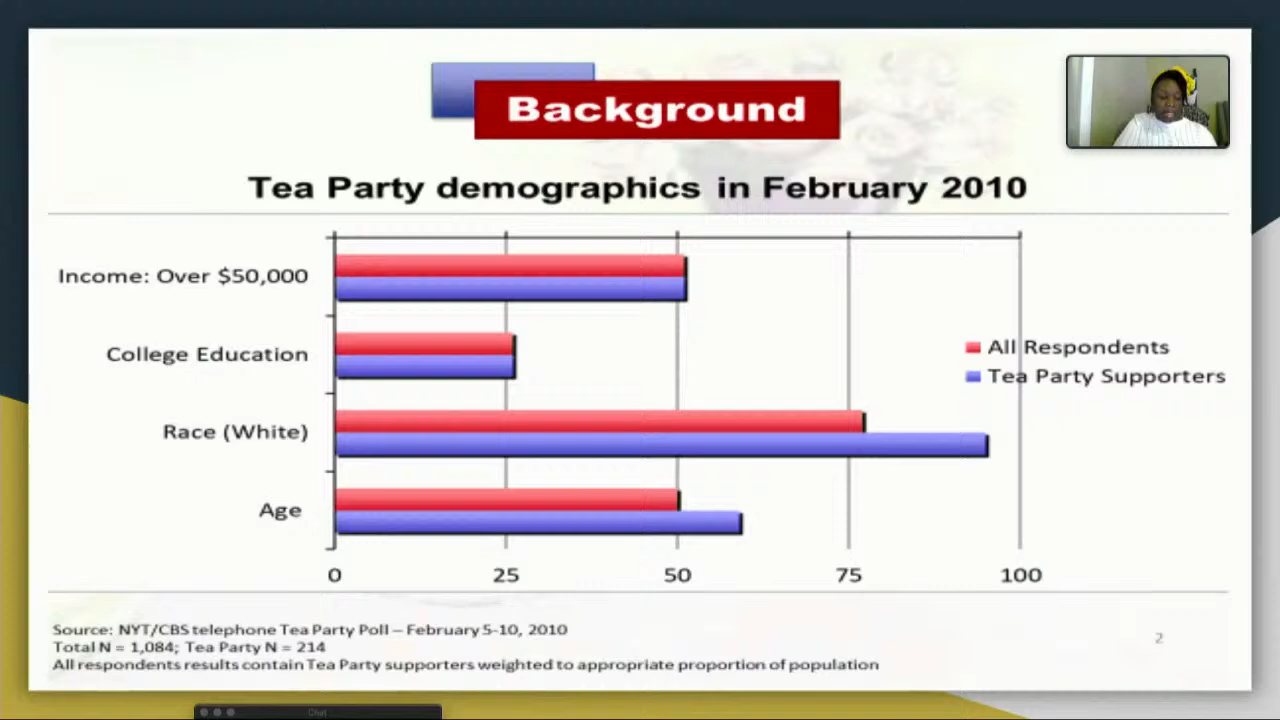 Background
Tea Party demographics in February 2010
Income: Over $50,000
College Education
Race (White)
Age
All Respondents
Tea Party Supporters
0 25 50 75 100
Source: NYT/CBS telephone Tea Party Poll – February 5-10, 2010
Total N = 1,084; Tea Party N = 214
All respondents results contain Tea Party supporters weighted to appropriate proportion of population
2
Chat